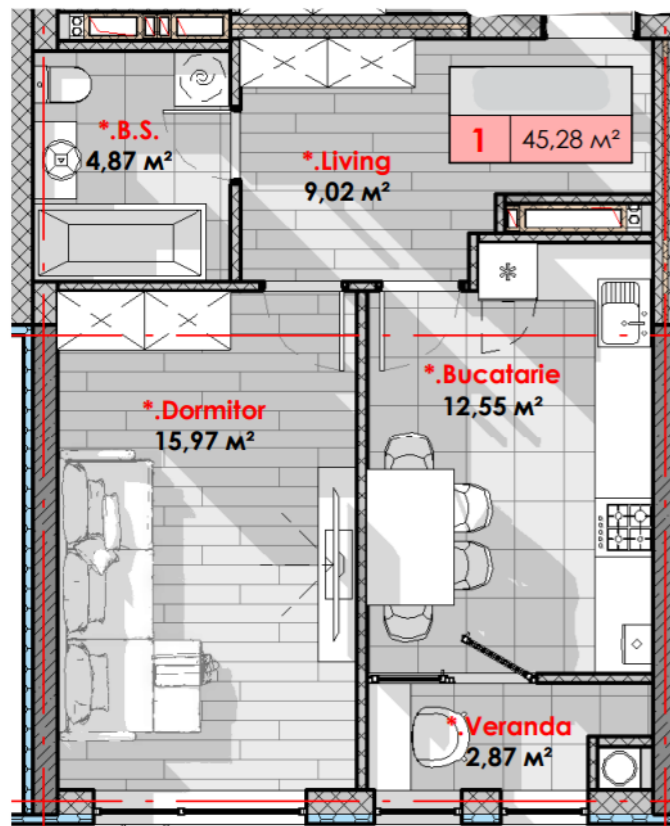 *.B.S.
4,87 м²
*.Living
9,02 м²
1 45,28 м²
*.Bucatarie
12,55 м²
*.Dormitor
15,97 м²
*.Veranda
2,87 м²